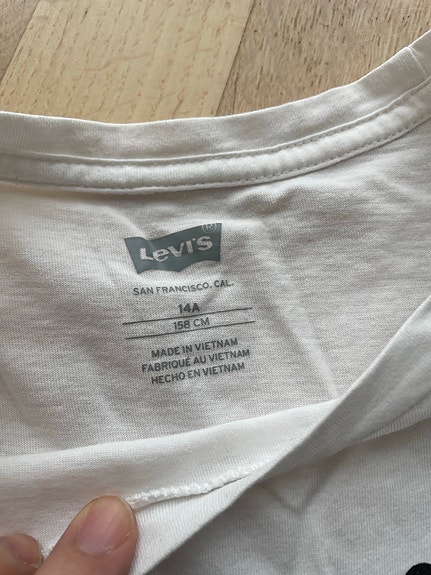 Levi's
SAN FRANCISCO, CAL.
14A
158 CM
MADE IN VIETNAM
FABRIQUÉ AU VIETNAM
HECHO EN VIETNAM